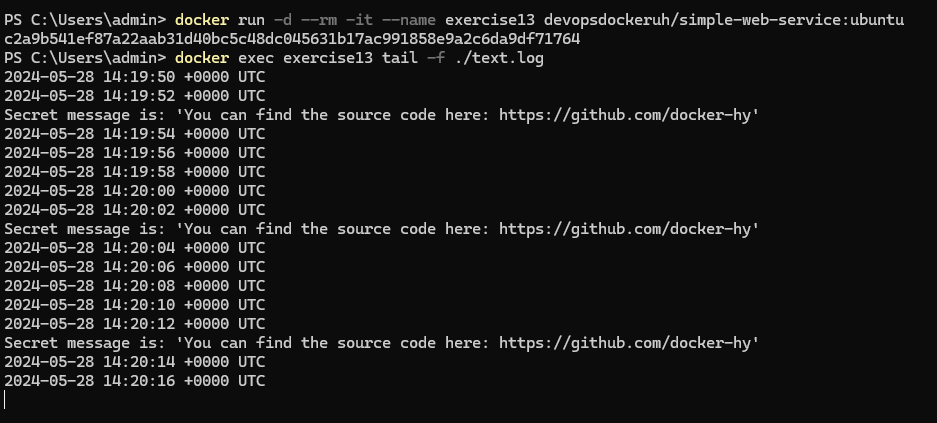 PS C:\Users\admin> docker run -d --rm -it --name exercise13 devopsdockeruh/simple-web-service:ubuntu
c2a9b541ef87a22aab31d40bc5c48dc045631b17ac991858e9a2c6da9df71764
PS C:\Users\admin> docker exec exercise13 tail -f ./text.log
2024-05-28 14:19:50 +0000 UTC
2024-05-28 14:19:52 +0000 UTC
Secret message is: 'You can find the source code here: https://github.com/docker-hy'
2024-05-28 14:19:54 +0000 UTC
2024-05-28 14:19:56 +0000 UTC
2024-05-28 14:19:58 +0000 UTC
2024-05-28 14:20:00 +0000 UTC
2024-05-28 14:20:02 +0000 UTC
Secret message is: 'You can find the source code here: https://github.com/docker-hy'
2024-05-28 14:20:04 +0000 UTC
2024-05-28 14:20:06 +0000 UTC
2024-05-28 14:20:08 +0000 UTC
2024-05-28 14:20:10 +0000 UTC
2024-05-28 14:20:12 +0000 UTC
Secret message is: 'You can find the source code here: https://github.com/docker-hy'
2024-05-28 14:20:14 +0000 UTC
2024-05-28 14:20:16 +0000 UTC